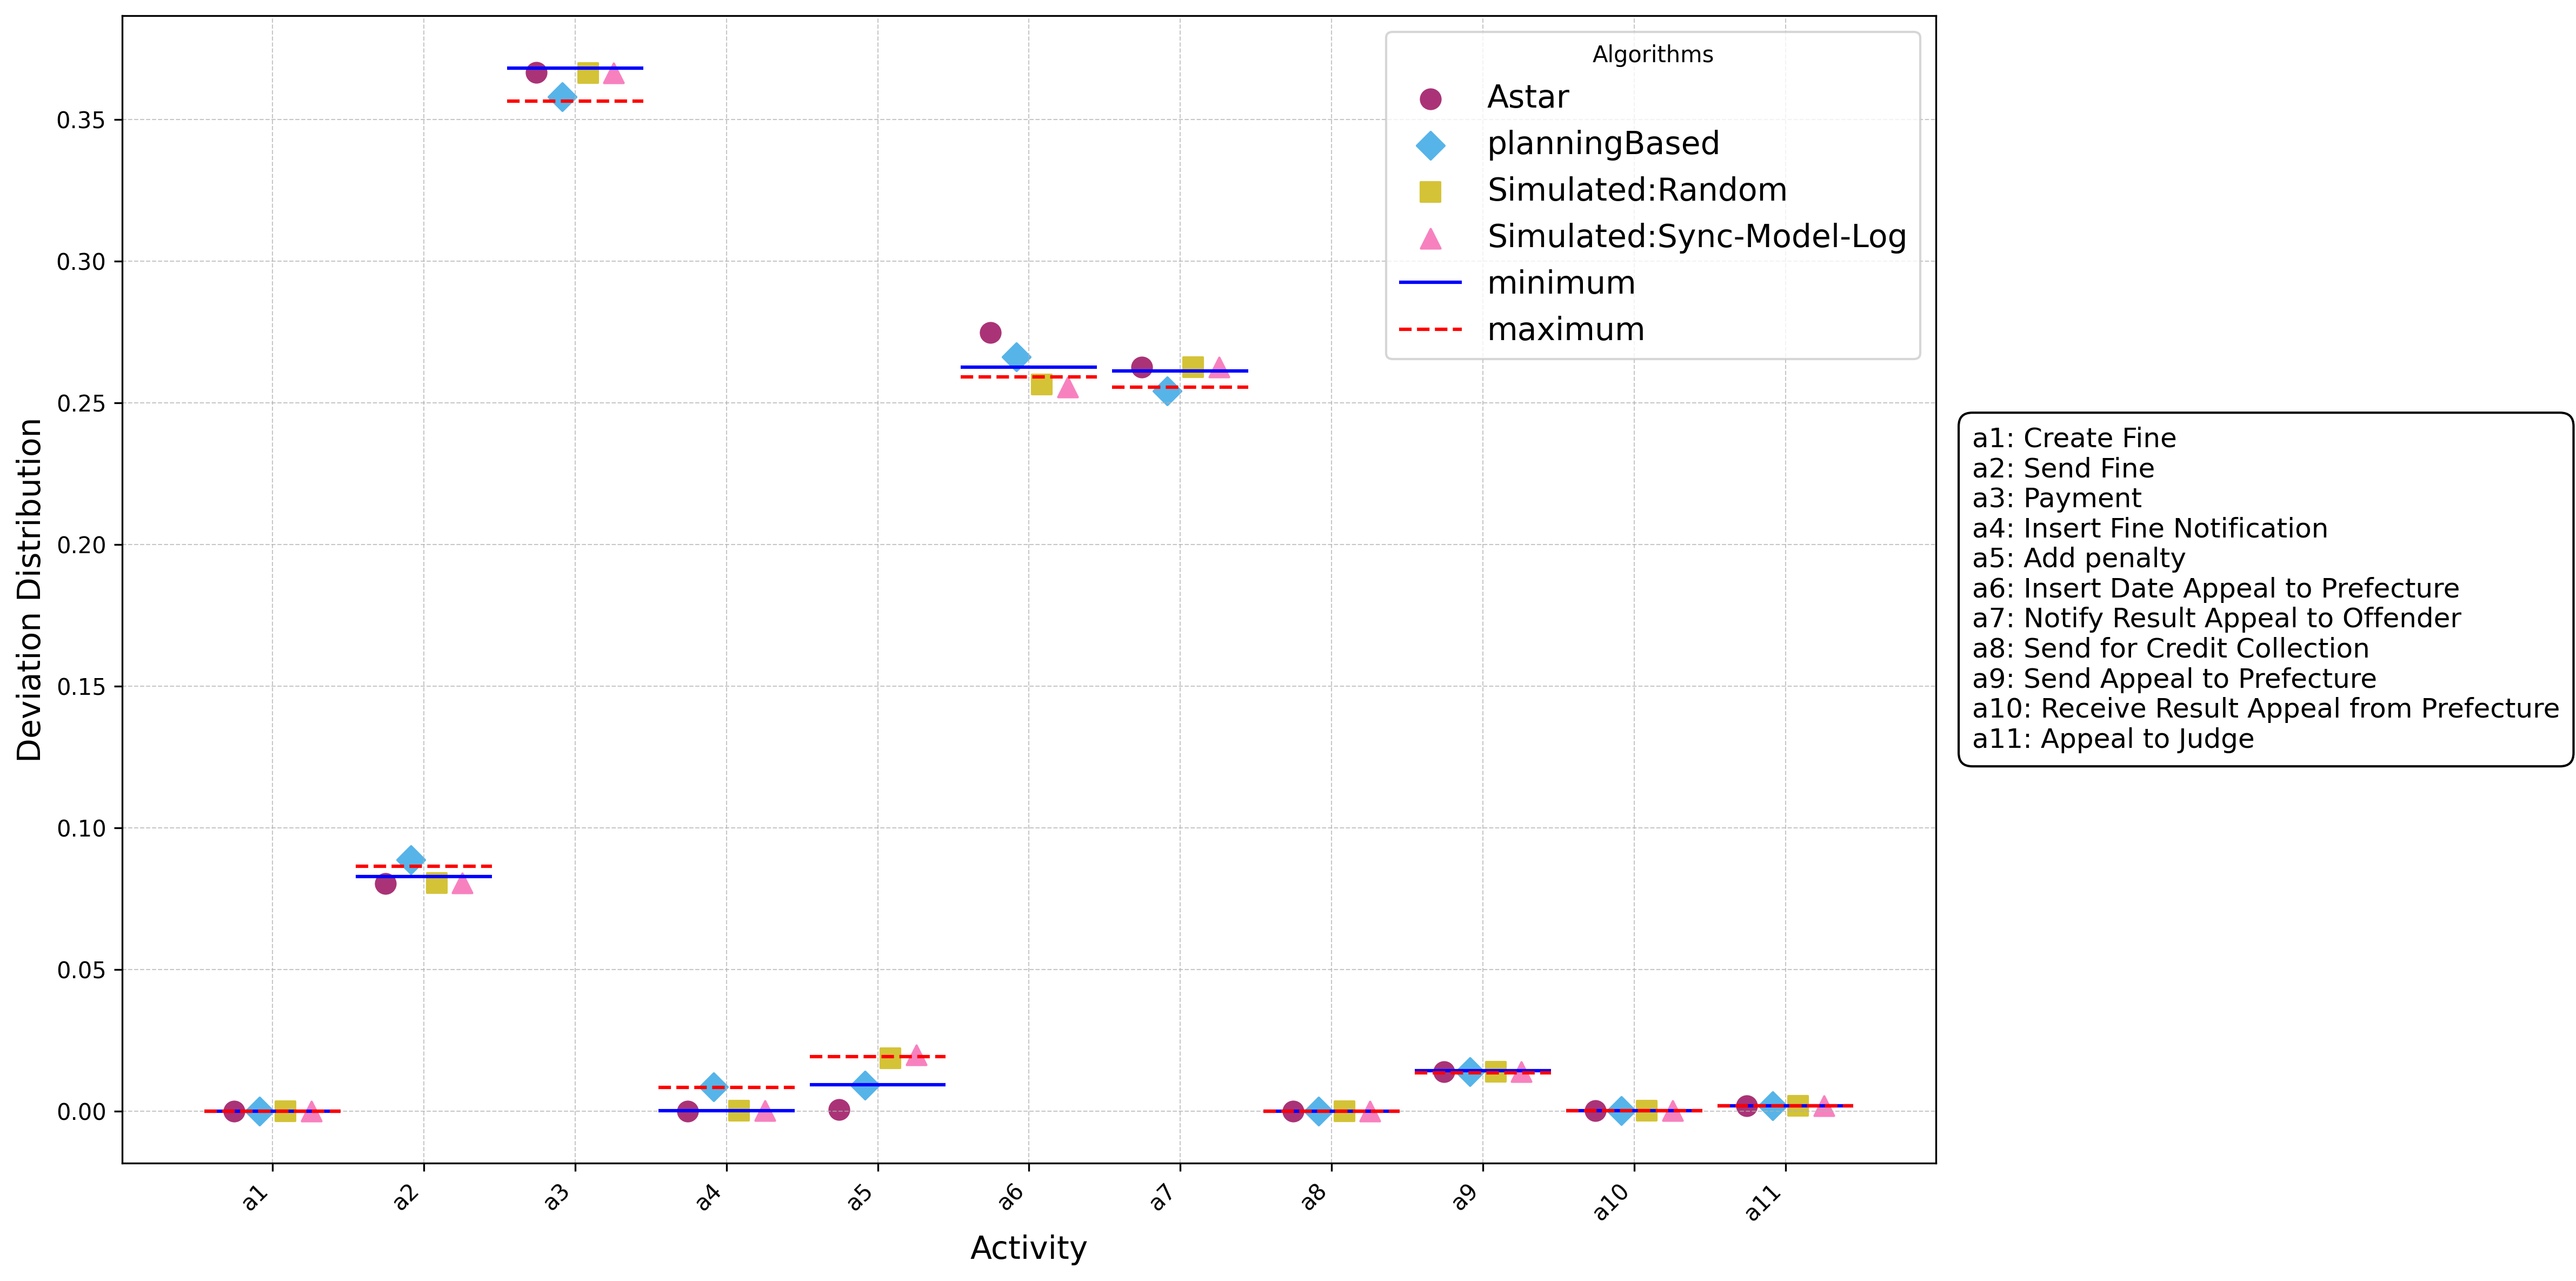 Algorithms
Astar
planningBased
Simulated:Random
Simulated:Sync-Model-Log
minimum
maximum
0.35
0.30
0.25
0.20
0.15
0.10
0.05
0.00
Deviation Distribution
a1
a2
a3
a4
a5
a6
a7
a8
a9
a10
a11
Activity
a1: Create Fine
a2: Send Fine
a3: Payment
a4: Insert Fine Notification
a5: Add penalty
a6: Insert Date Appeal to Prefecture
a7: Notify Result Appeal to Offender
a8: Send for Credit Collection
a9: Send Appeal to Prefecture
a10: Receive Result Appeal from Prefecture
a11: Appeal to Judge